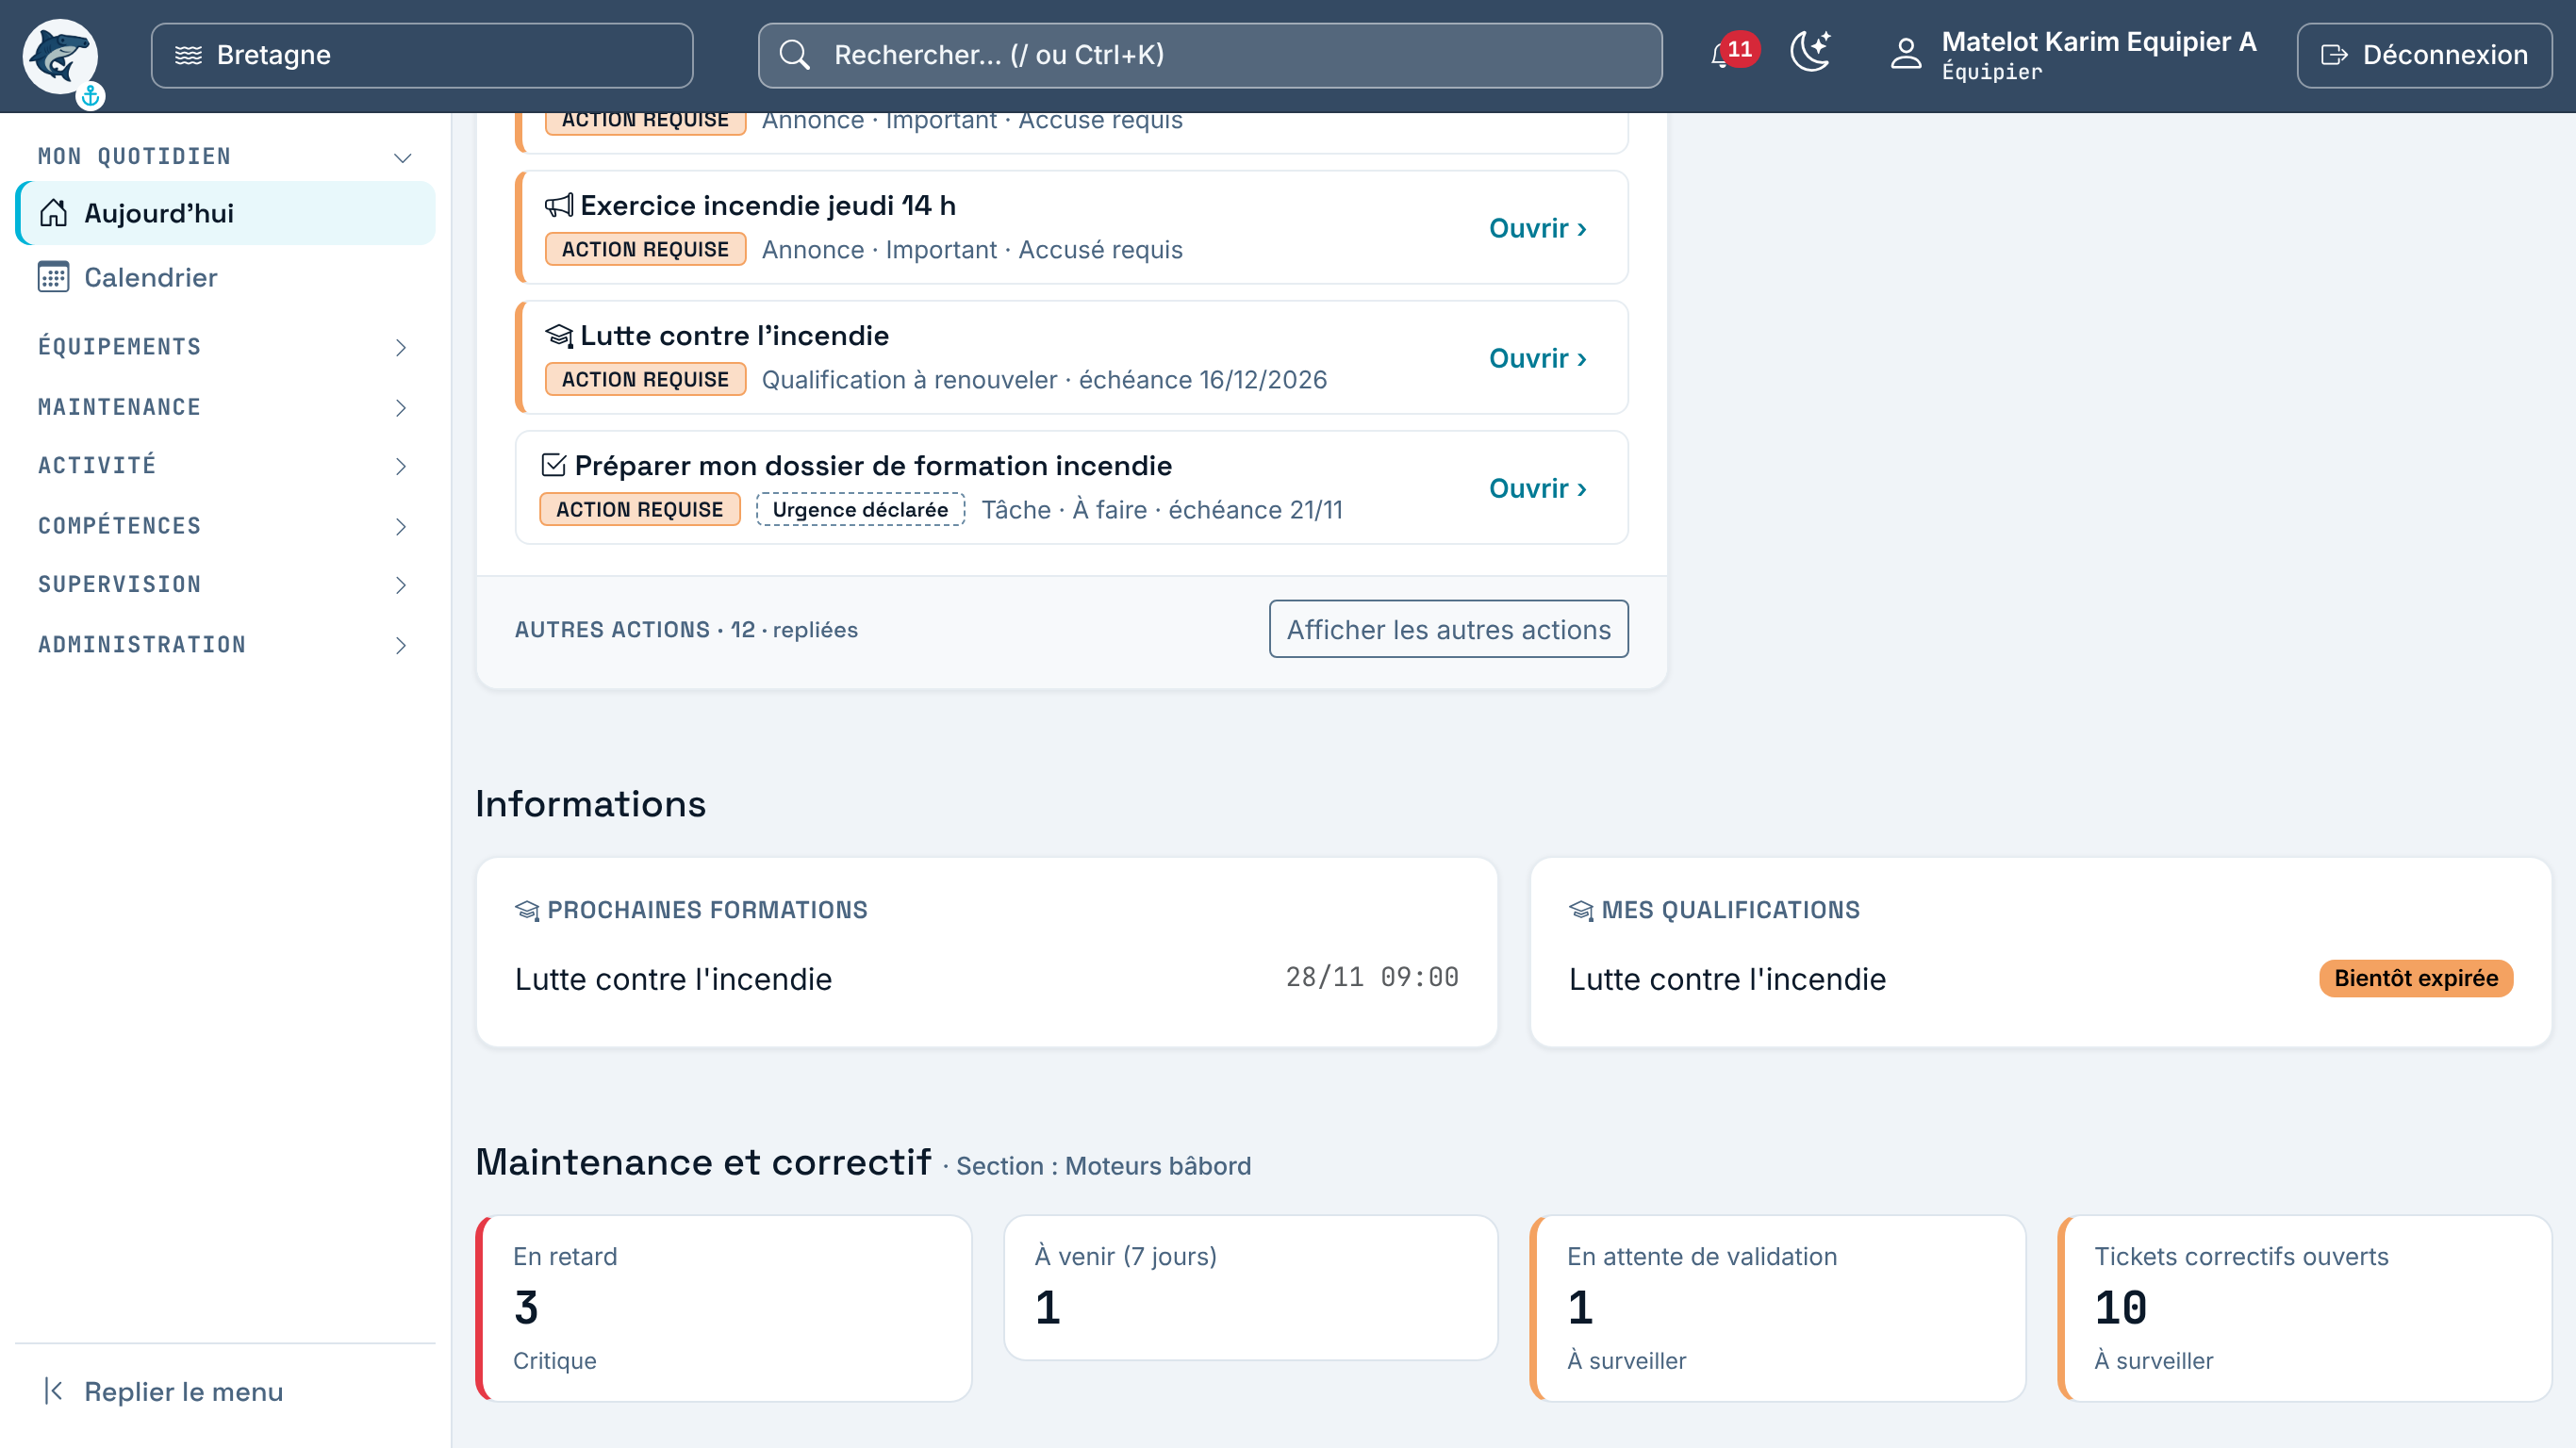 Bretagne
Rechercher... (/ ou Ctrl+K)
11
Matelot Karim Equipier A
Équipier
Déconnexion
MON QUOTIDIEN
Aujourd'hui
Calendrier
ÉQUIPEMENTS
MAINTENANCE
ACTIVITÉ
COMPÉTENCES
SUPERVISION
ADMINISTRATION
Replier le menu
ACTION REQUISE Annonce · Important · Accusé requis
Exercice incendie jeudi 14 h
ACTION REQUISE Annonce · Important · Accusé requis
Ouvrir ›
Lutte contre l'incendie
ACTION REQUISE Qualification à renouveler · échéance 16/12/2026
Ouvrir ›
Préparer mon dossier de formation incendie
ACTION REQUISE Urgence déclarée Tâche · À faire · échéance 21/11
Ouvrir ›
AUTRES ACTIONS · 12 · repliées
Afficher les autres actions
Informations
PROCHAINES FORMATIONS
Lutte contre l'incendie 28/11 09:00
MES QUALIFICATIONS
Lutte contre l'incendie Bientôt expirée
Maintenance et correctif · Section : Moteurs bâbord
En retard
3
Critique
À venir (7 jours)
1
En attente de validation
1
À surveiller
Tickets correctifs ouverts
10
À surveiller